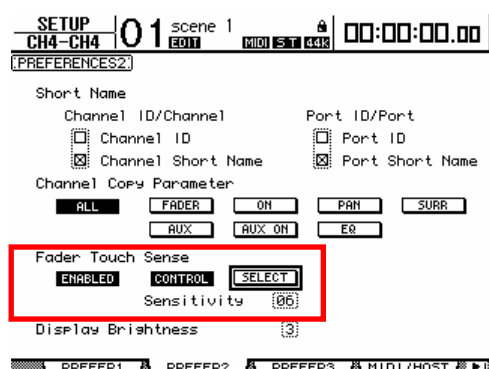 SETUP
CH4-CH4
01 scene 1
EDIT MIDI ST 44k 00:00:00.00
PREFERENCES2
Short Name
Channel ID/Channel Port ID/Port
Channel ID Port ID
Channel Short Name Port Short Name
Channel Copy Parameter
ALL FADER ON PAN SURR
AUX AUX ON EQ
Fader Touch Sense
ENABLED CONTROL SELECT
Sensitivity 06
Display Brightness 3
PREFER1 PREFER2 PREFER3 MIDI/HOST